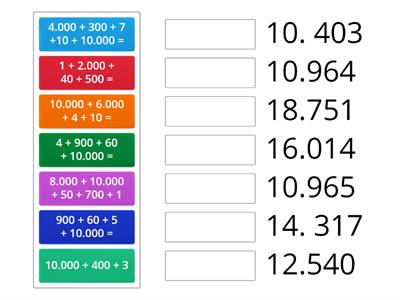 4.000 + 300 + 7
+10 + 10.000 =
1 + 2.000 +
40 + 500 =
10.000 + 6.000
+ 4 + 10 =
4 + 900 + 60
+ 10.000 =
8.000 + 10.000
+ 50 + 700 + 1
900 + 60 + 5
+ 10.000 =
10.000 + 400 + 3
10. 403
10.964
18.751
16.014
10.965
14. 317
12.540